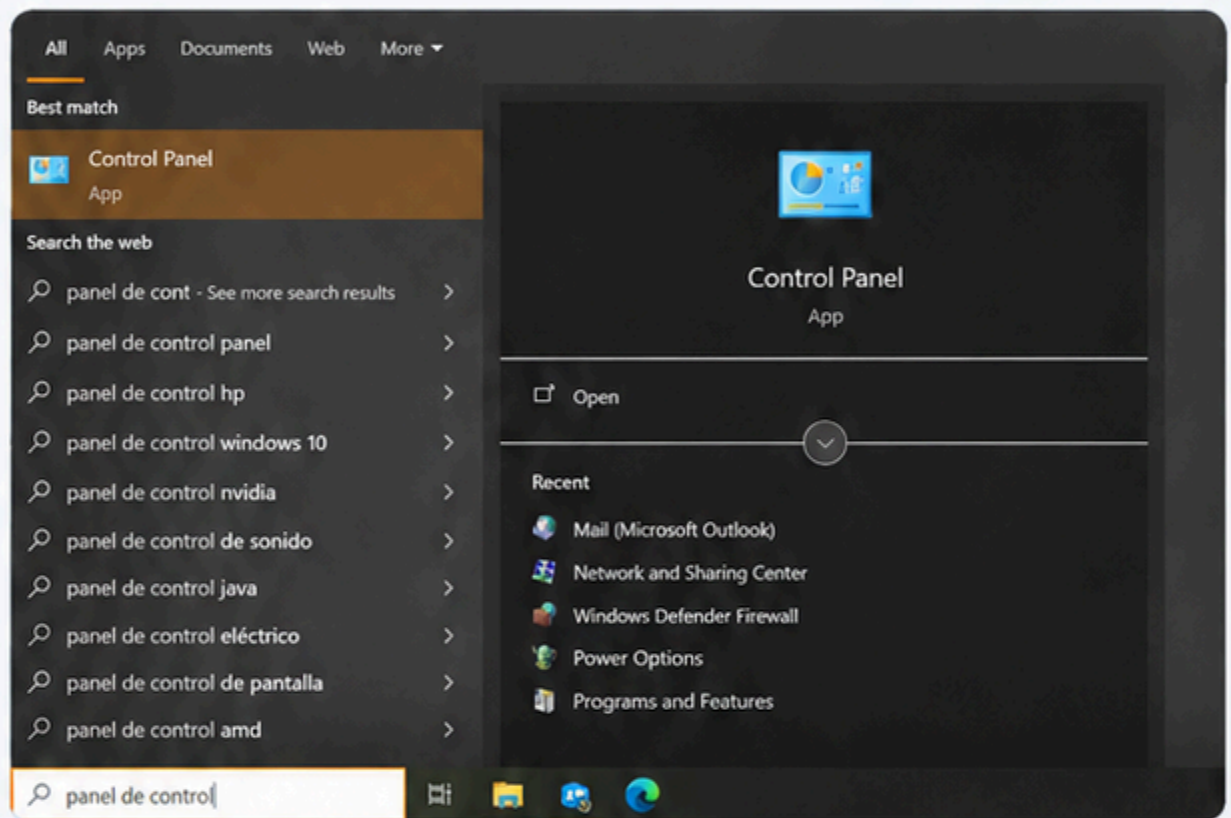 All Apps Documents Web More
Best match
Control Panel
App
Search the web
panel de cont - See more search results
panel de control panel
panel de control hp
panel de control windows 10
panel de control nvidia
panel de control de sonido
panel de control java
panel de control eléctrico
panel de control de pantalla
panel de control amd
panel de control
Control Panel
App
Open
Recent
Mail (Microsoft Outlook)
Network and Sharing Center
Windows Defender Firewall
Power Options
Programs and Features